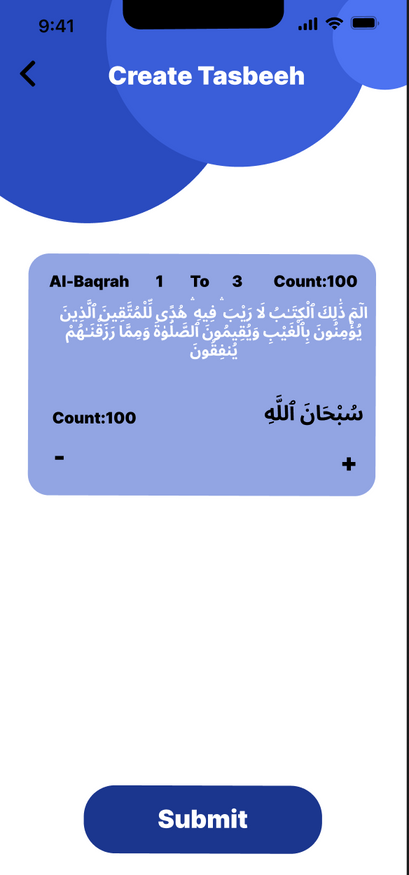 9:41
Create Tasbeeh
Al-Baqrah 1 To 3 Count:100
الٓمٓ ذَٰلِكَ ٱلْكِتَـٰبُ لَا رَيْبَ ۛ فِيهِ ۛ هُدًى لِّلْمُتَّقِينَ ٱلَّذِينَ
يُؤْمِنُونَ بِٱلْغَيْبِ وَيُقِيمُونَ ٱلصَّلَوٰةَ وَمِمَّا رَزَقْنَـٰهُمْ
يُنفِقُونَ
Count:100 سُبْحَانَ ٱللَّهِ
- +
Submit